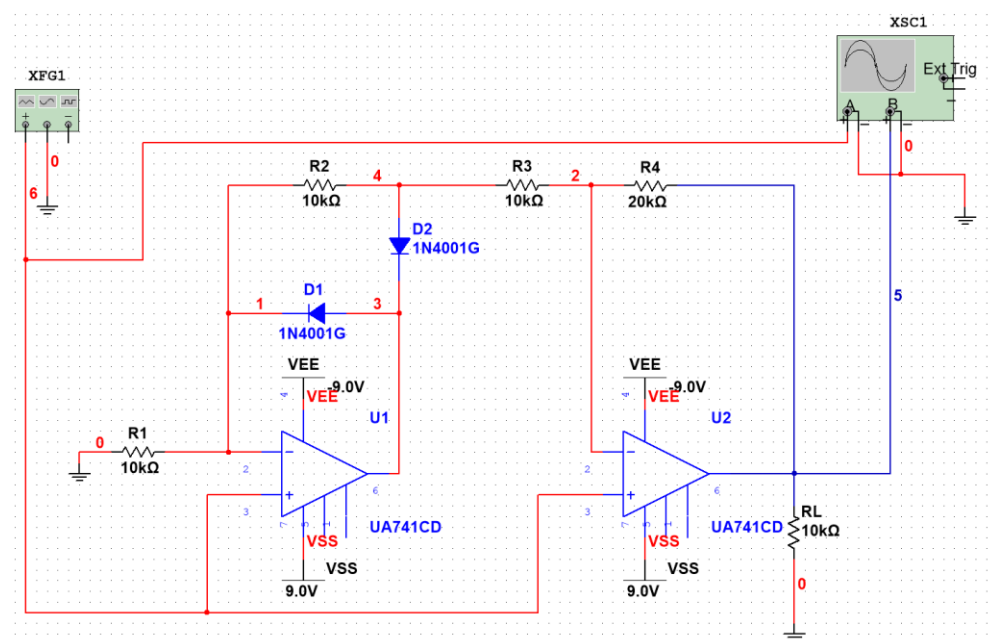 XSC1
Ext Trig
XFG1
A
B
+
−
+
−
−
+
−
0
0
6
R2
10kΩ
4
R3
10kΩ
2
R4
20kΩ
D2
1N4001G
D1
1
3
1N4001G
5
VEE
-9.0V
VEE
4
U1
VEE
-9.0V
VEE
4
U2
0
R1
10kΩ
2
−
+
3
6
7
5
1
UA741CD
VSS
VSS
9.0V
2
−
+
3
6
7
5
1
UA741CD
VSS
VSS
9.0V
RL
10kΩ
0